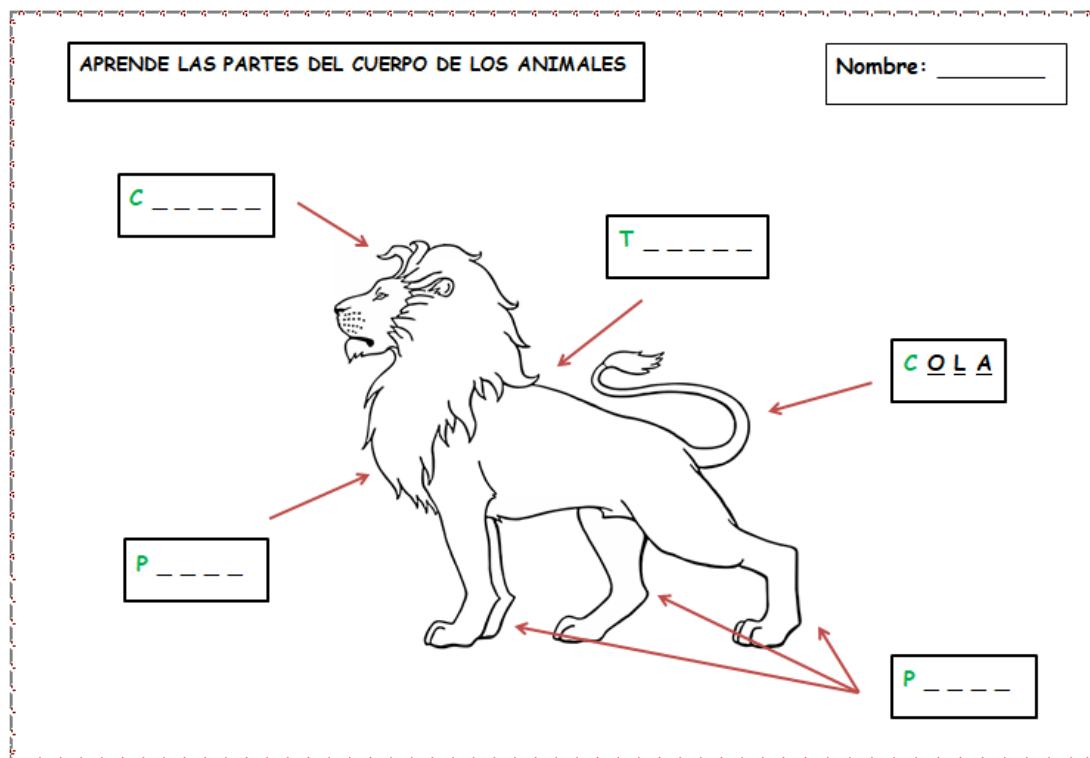 APRENDE LAS PARTES DEL CUERPO DE LOS ANIMALES
Nombre: _________
C _ _ _ _ _
T _ _ _ _ _
C O L A
P _ _ _ _
P _ _ _ _